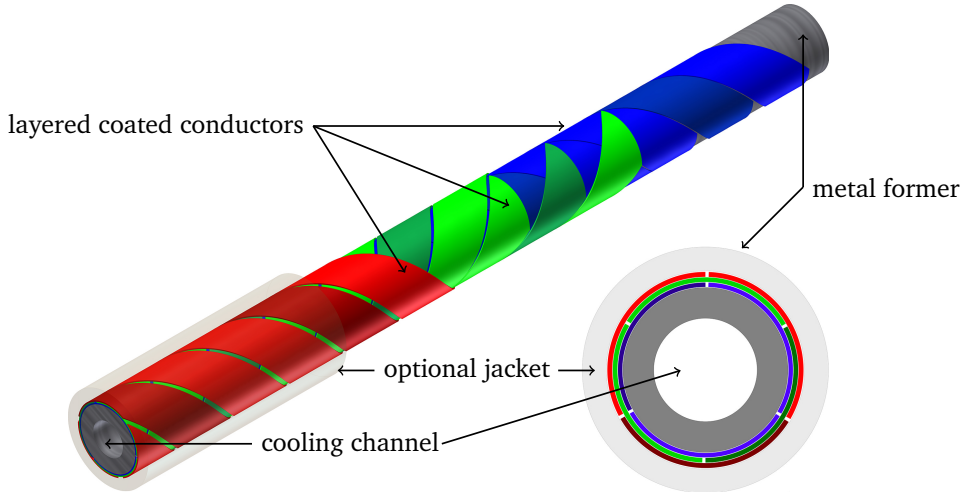 layered coated conductors
metal former
optional jacket
cooling channel